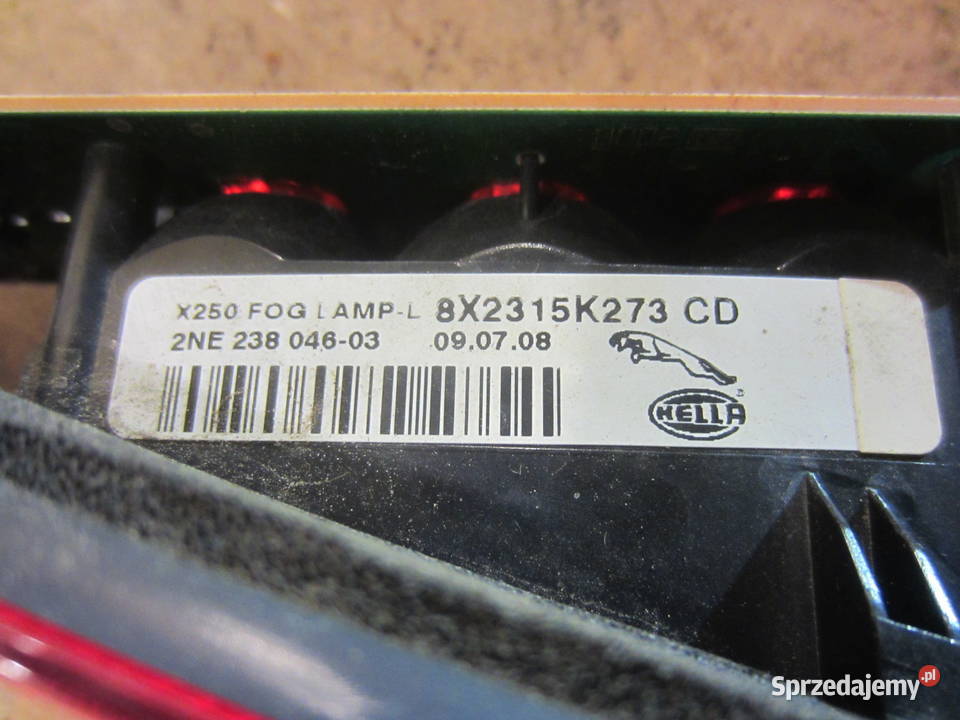 X250 FOG LAMP-L 8X2315K273 CD
2NE 238 046-03 09.07.08
HELLA
Sprzedajemy.pl